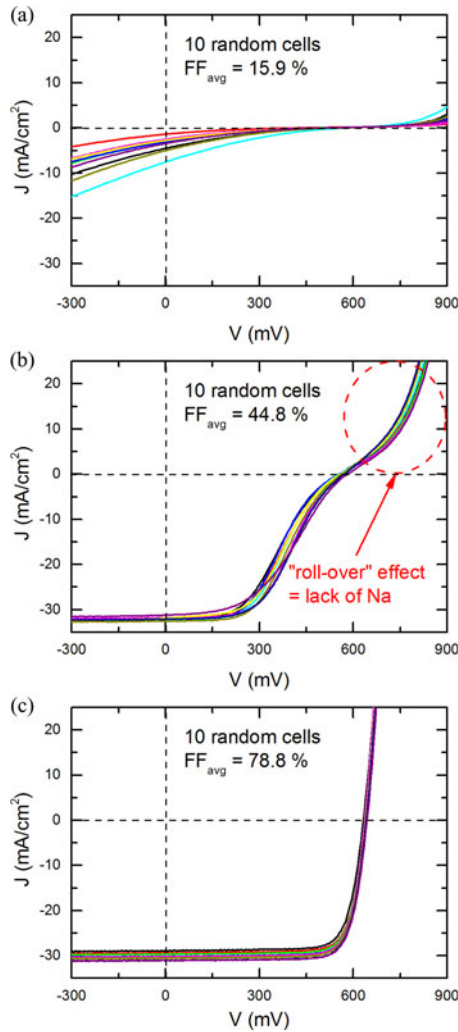 (a)
10 random cells
FFavg = 15.9 %
20
10
0
-10
-20
-30
J (mA/cm2)
-300 0 300 600 900
V (mV)
(b)
10 random cells
FFavg = 44.8 %
20
10
0
-10
-20
-30
J (mA/cm2)
"roll-over" effect
= lack of Na
-300 0 300 600 900
V (mV)
(c)
10 random cells
FFavg = 78.8 %
20
10
0
-10
-20
-30
J (mA/cm2)
-300 0 300 600 900
V (mV)